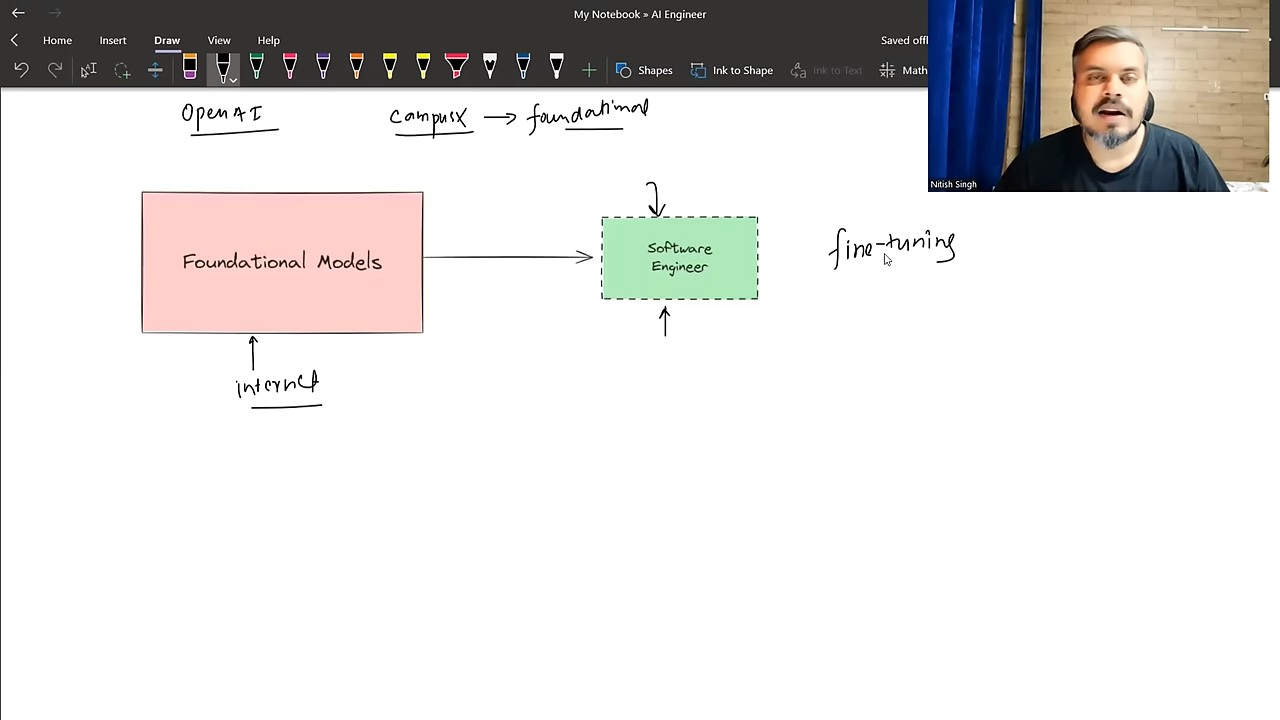 My Notebook » AI Engineer
Home Insert Draw View Help Saved offl
Shapes Ink to Shape Ink to Text Math
OpenAI campusx → foundational
Foundational Models
Software
Engineer
fine-tuning
internet
Nitish Singh